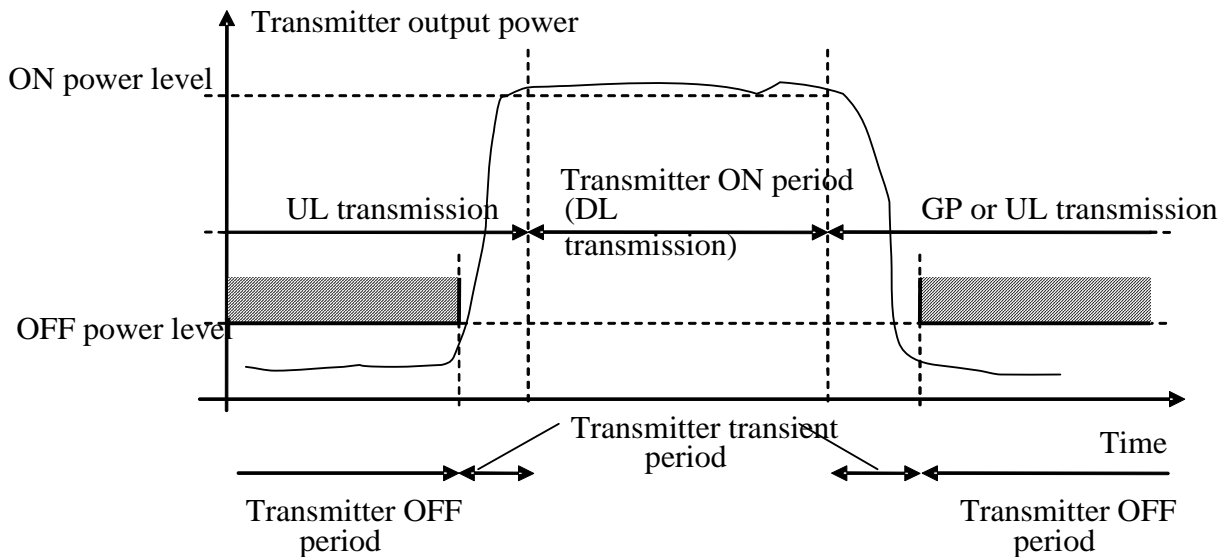 Transmitter output power
ON power level
Transmitter ON period
UL transmission
(DL
transmission)
GP or UL transmission
OFF power level
Transmitter transient
period
Time
Transmitter OFF
period
Transmitter OFF
period